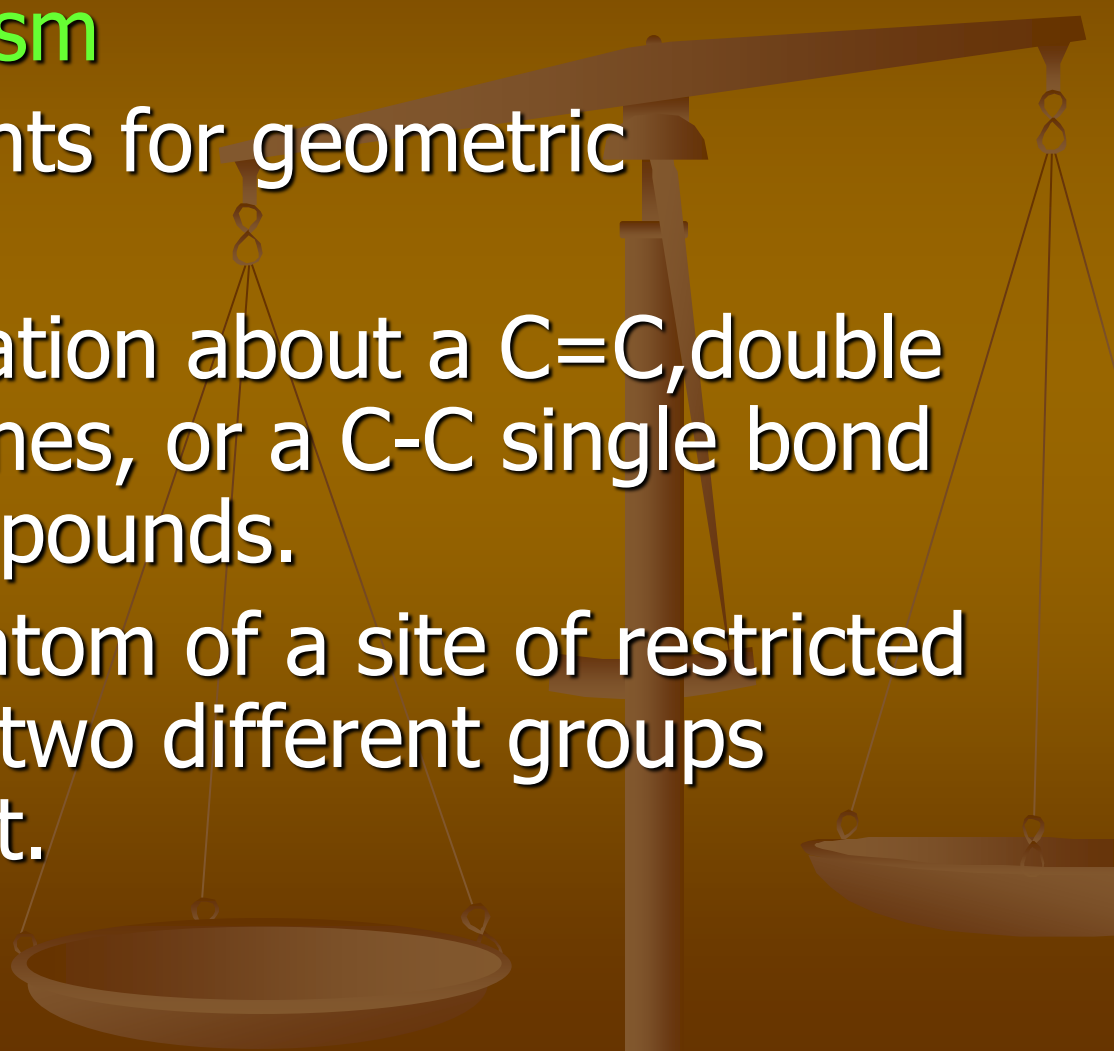 sm
nts for geometric
ation about a C=C,double
nes, or a C-C single bond
pounds.
atom of a site of restricted
two different groups
t.